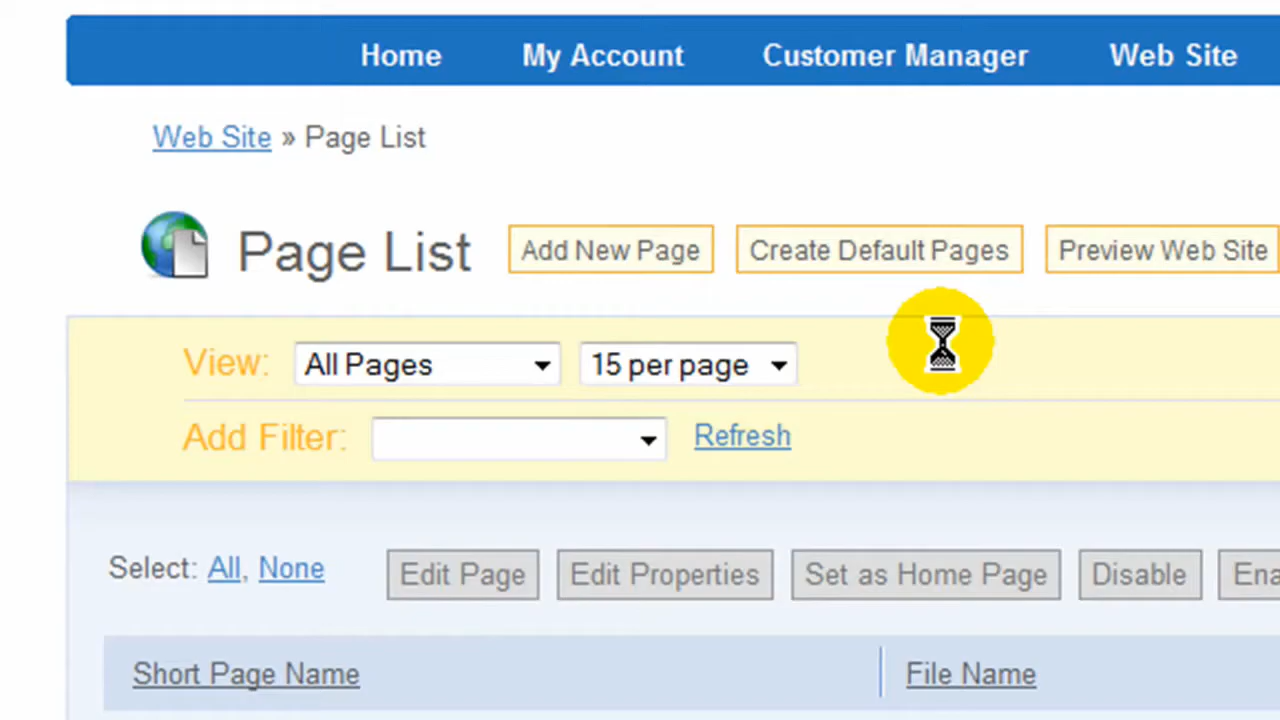 Home My Account Customer Manager Web Site
Web Site » Page List
Page List Add New Page Create Default Pages Preview Web Site
View: All Pages 15 per page
Add Filter: Refresh
Select: All, None Edit Page Edit Properties Set as Home Page Disable Ena
Short Page Name File Name